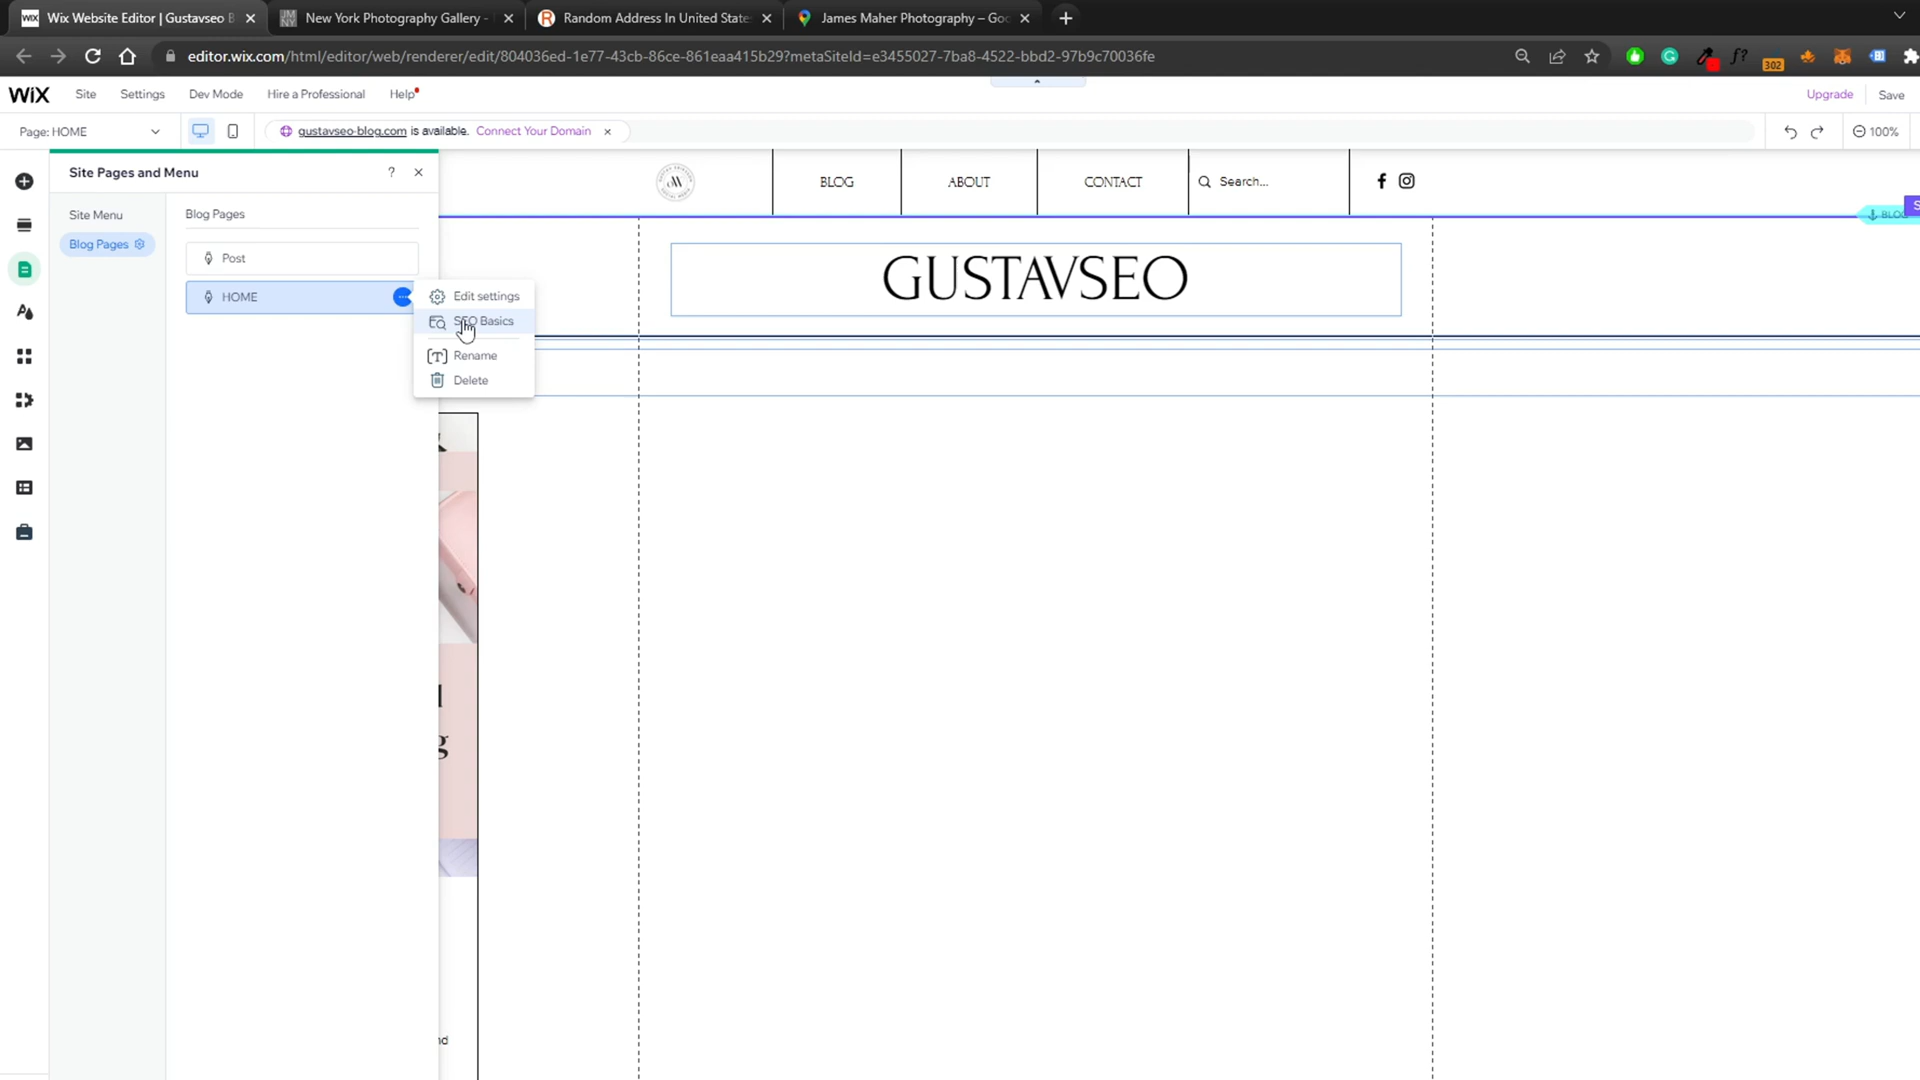 WiX Wix Website Editor | Gustavseo B
New York Photography Gallery -
Random Address In United State
James Maher Photography – Goo
editor.wix.com/html/editor/web/renderer/edit/804036ed-1e77-43cb-86ce-861eaa415b29?metaSiteId=e3455027-7ba8-4522-bbd2-97b9c70036fe
f?
302
WiX Site Settings Dev Mode Hire a Professional Help Upgrade Save
Page: HOME gustavseo-blog.com is available. Connect Your Domain 100%
Site Pages and Menu ?
Site Menu
Blog Pages
Blog Pages
Post
HOME
Edit settings
SEO Basics
Rename
Delete
BLOG ABOUT CONTACT Search...
S
BLOG
GUSTAVSEO
g
nd